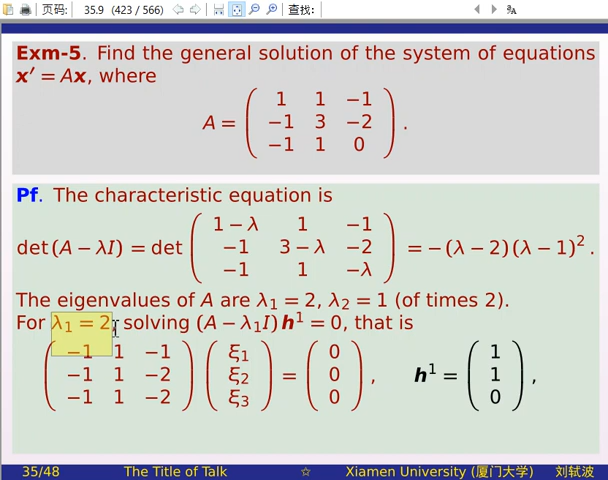 页码: 35.9 (423 / 566) 查找:
Exm-5. Find the general solution of the system of equations
x′ = Ax, where
A = ( 1 1 −1
−1 3 −2
−1 1 0 ) .
Pf. The characteristic equation is
det(A − λI) = det ( 1 − λ 1 −1
−1 3 − λ −2
−1 1 −λ ) = −(λ − 2)(λ − 1)².
The eigenvalues of A are λ₁ = 2, λ₂ = 1 (of times 2).
For λ₁ = 2, solving (A − λ₁I)h¹ = 0, that is
( −1 1 −1
−1 1 −2
−1 1 −2 ) ( ξ₁
ξ₂
ξ₃ ) = ( 0
0
0 ) , h¹ = ( 1
1
0 ) ,
35/48 The Title of Talk ☆ Xiamen University (厦门大学) 刘轼波